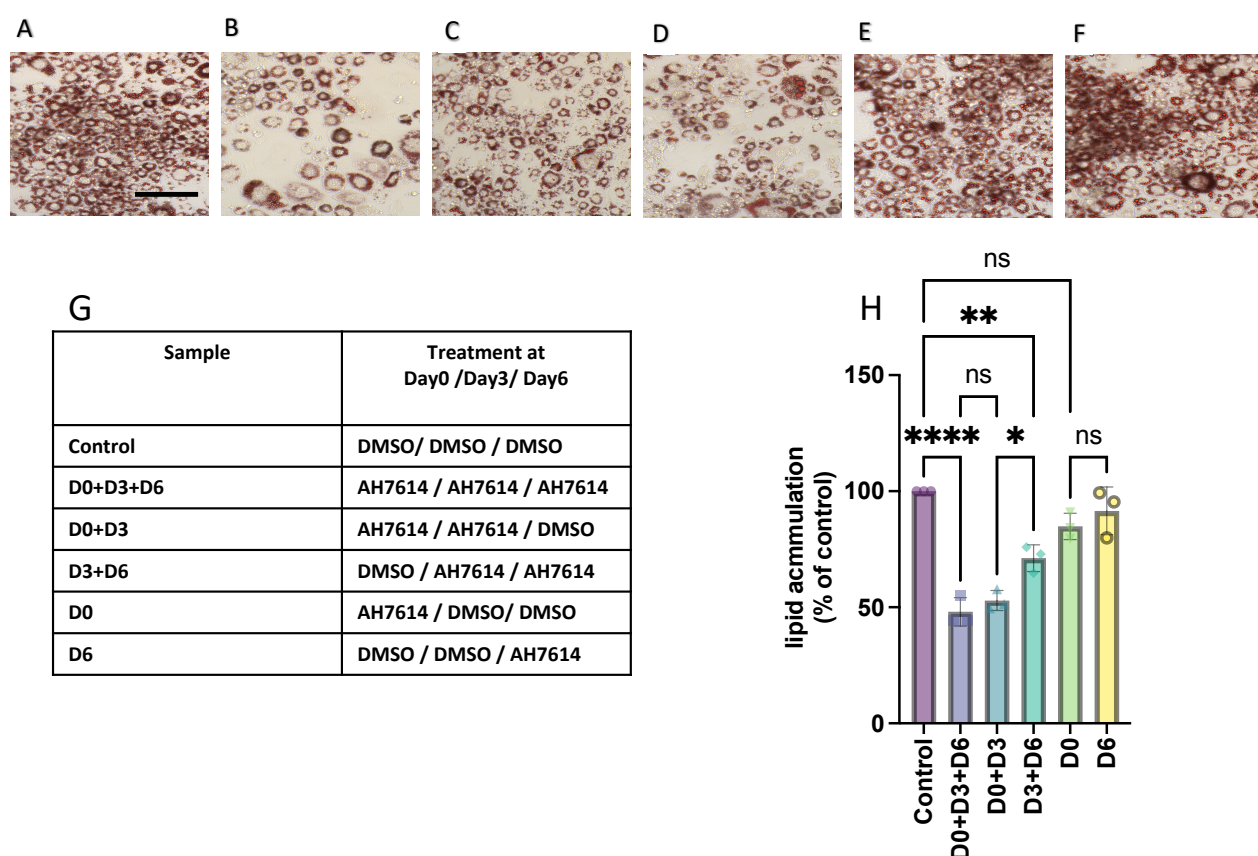 A B C D E F
G
Sample Treatment at
Day0 /Day3/ Day6
Control DMSO/ DMSO / DMSO
D0+D3+D6 AH7614 / AH7614 / AH7614
D0+D3 AH7614 / AH7614 / DMSO
D3+D6 DMSO / AH7614 / AH7614
D0 AH7614 / DMSO/ DMSO
D6 DMSO / DMSO / AH7614
H
ns
**
ns
**** * ns
lipid acmmulation
(% of control)
150
100
50
0
Control
D0+D3+D6
D0+D3
D3+D6
D0
D6